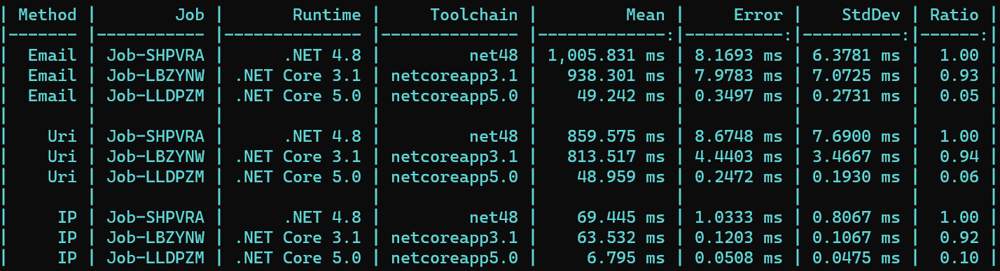 | Method | Job | Runtime | Toolchain | Mean | Error | StdDev | Ratio |
|------- |----------- |-------------- |-------------- |-------------:|----------:|----------:|------:|
| Email | Job-SHPVRA | .NET 4.8 | net48 | 1,005.831 ms | 8.1693 ms | 6.3781 ms | 1.00 |
| Email | Job-LBZYNW | .NET Core 3.1 | netcoreapp3.1 | 938.301 ms | 7.9783 ms | 7.0725 ms | 0.93 |
| Email | Job-LLDPZM | .NET Core 5.0 | netcoreapp5.0 | 49.242 ms | 0.3497 ms | 0.2731 ms | 0.05 |
| | | | | | | | |
| Uri | Job-SHPVRA | .NET 4.8 | net48 | 859.575 ms | 8.6748 ms | 7.6900 ms | 1.00 |
| Uri | Job-LBZYNW | .NET Core 3.1 | netcoreapp3.1 | 813.517 ms | 4.4403 ms | 3.4667 ms | 0.94 |
| Uri | Job-LLDPZM | .NET Core 5.0 | netcoreapp5.0 | 48.959 ms | 0.2472 ms | 0.1930 ms | 0.06 |
| | | | | | | | |
| IP | Job-SHPVRA | .NET 4.8 | net48 | 69.445 ms | 1.0333 ms | 0.8067 ms | 1.00 |
| IP | Job-LBZYNW | .NET Core 3.1 | netcoreapp3.1 | 63.532 ms | 0.1203 ms | 0.1067 ms | 0.92 |
| IP | Job-LLDPZM | .NET Core 5.0 | netcoreapp5.0 | 6.795 ms | 0.0508 ms | 0.0475 ms | 0.10 |